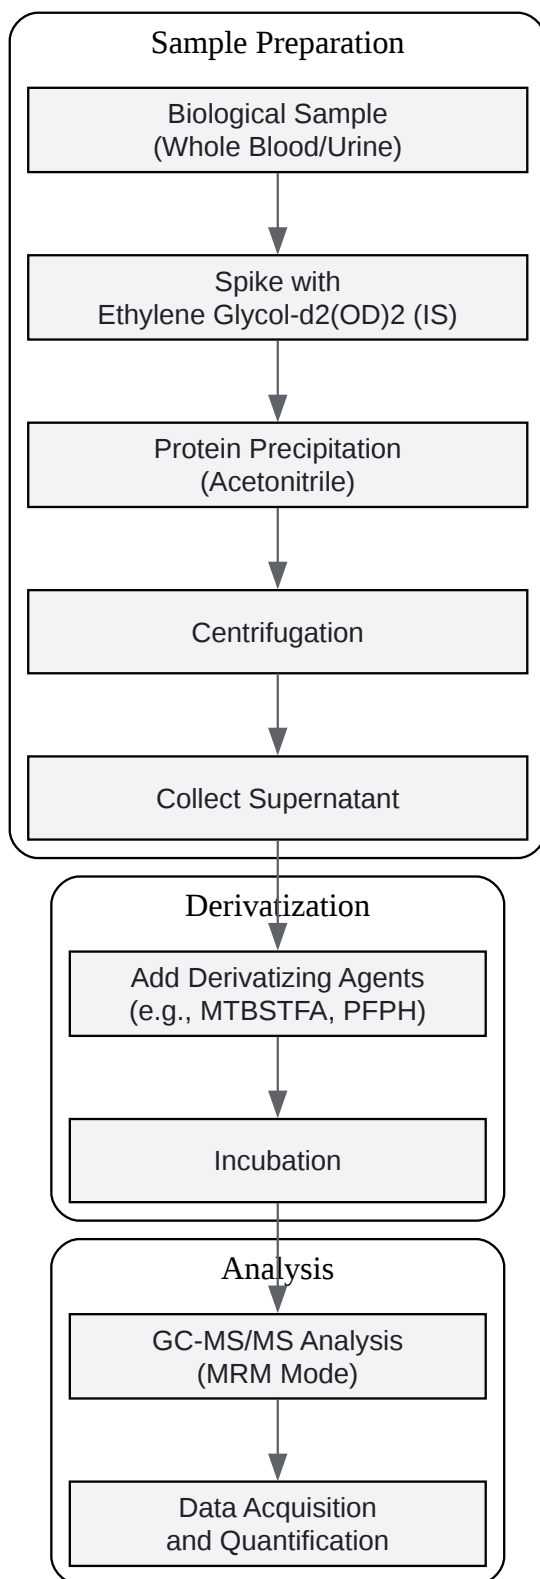 Sample Preparation
Biological Sample
(Whole Blood/Urine)
Spike with
Ethylene Glycol-d2(OD)2 (IS)
Protein Precipitation
(Acetonitrile)
Centrifugation
Collect Supernatant
Derivatization
Add Derivatizing Agents
(e.g., MTBSTFA, PFPH)
Incubation
Analysis
GC-MS/MS Analysis
(MRM Mode)
Data Acquisition
and Quantification